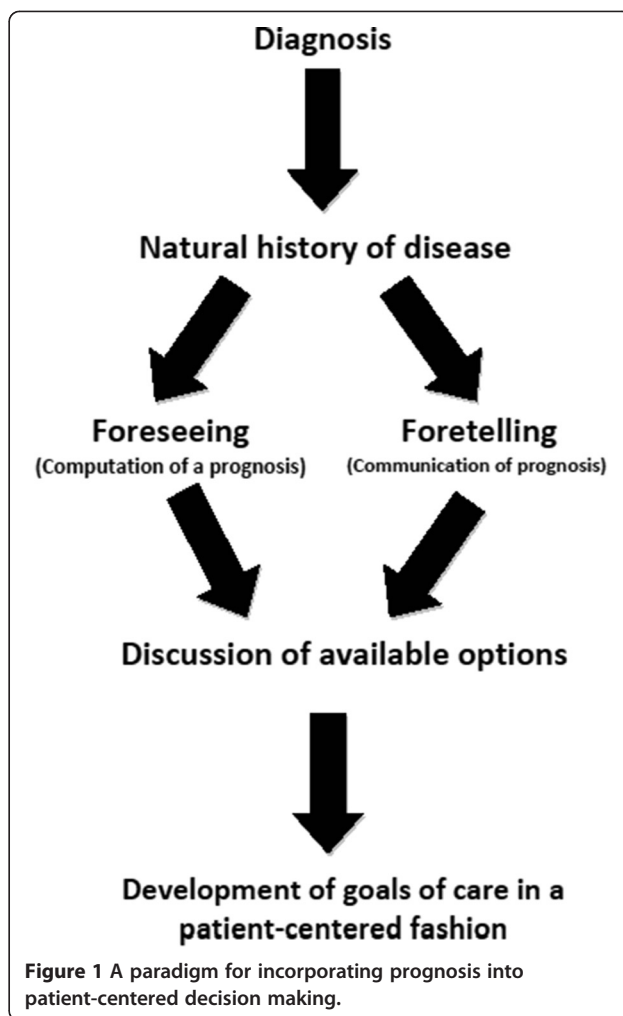 Diagnosis
Natural history of disease
Foreseeing
(Computation of a prognosis)
Foretelling
(Communication of prognosis)
Discussion of available options
Development of goals of care in a
patient-centered fashion
Figure 1 A paradigm for incorporating prognosis into
patient-centered decision making.